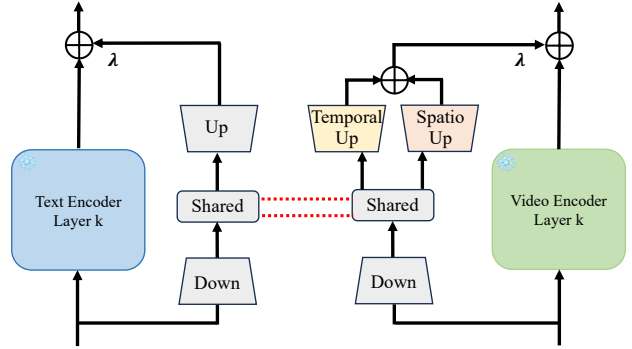 λ
λ
Up
Temporal
Up
Spatio
Up
Text Encoder
Layer k
Shared
Shared
Video Encoder
Layer k
Down
Down